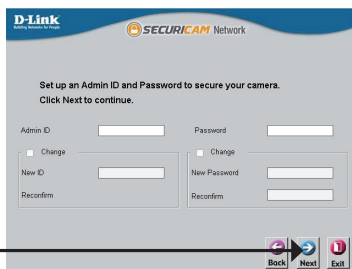 D-Link
Building Networks for People
SECURICAM Network
Set up an Admin ID and Password to secure your camera.
Click Next to continue.
Admin ID Password
Change Change
New ID New Password
Reconfirm Reconfirm
Back Next Exit